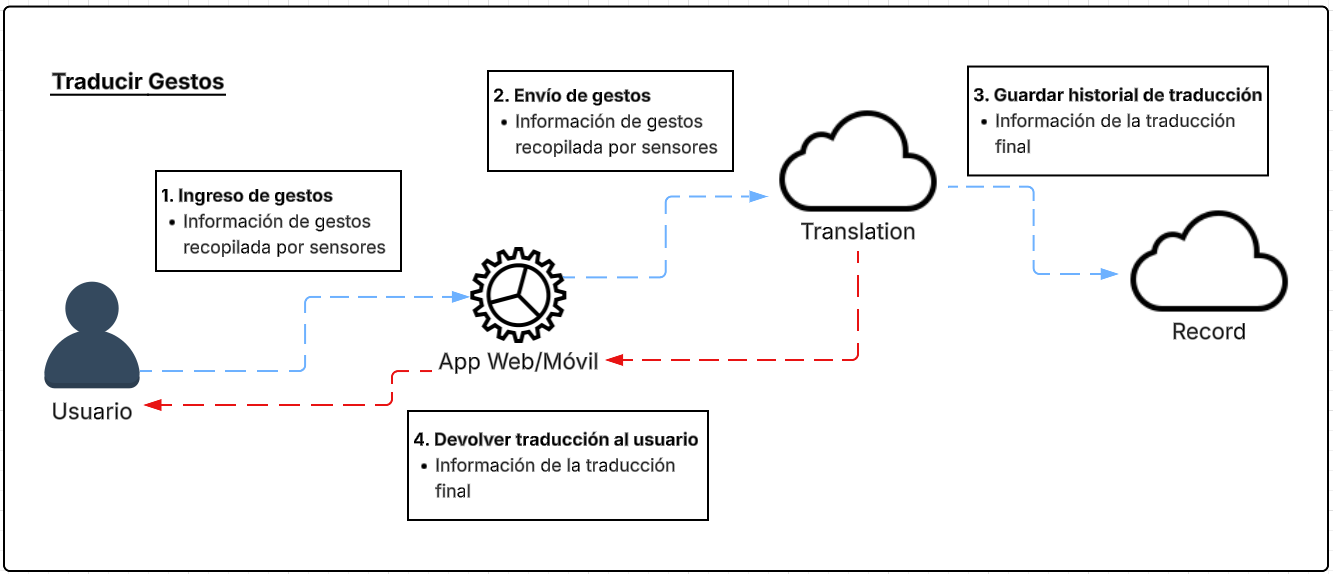 Traducir Gestos
1. Ingreso de gestos
• Información de gestos
recopilada por sensores
2. Envío de gestos
• Información de gestos
recopilada por sensores
3. Guardar historial de traducción
• Información de la traducción
final
Translation
Record
App Web/Móvil
Usuario
4. Devolver traducción al usuario
• Información de la traducción
final